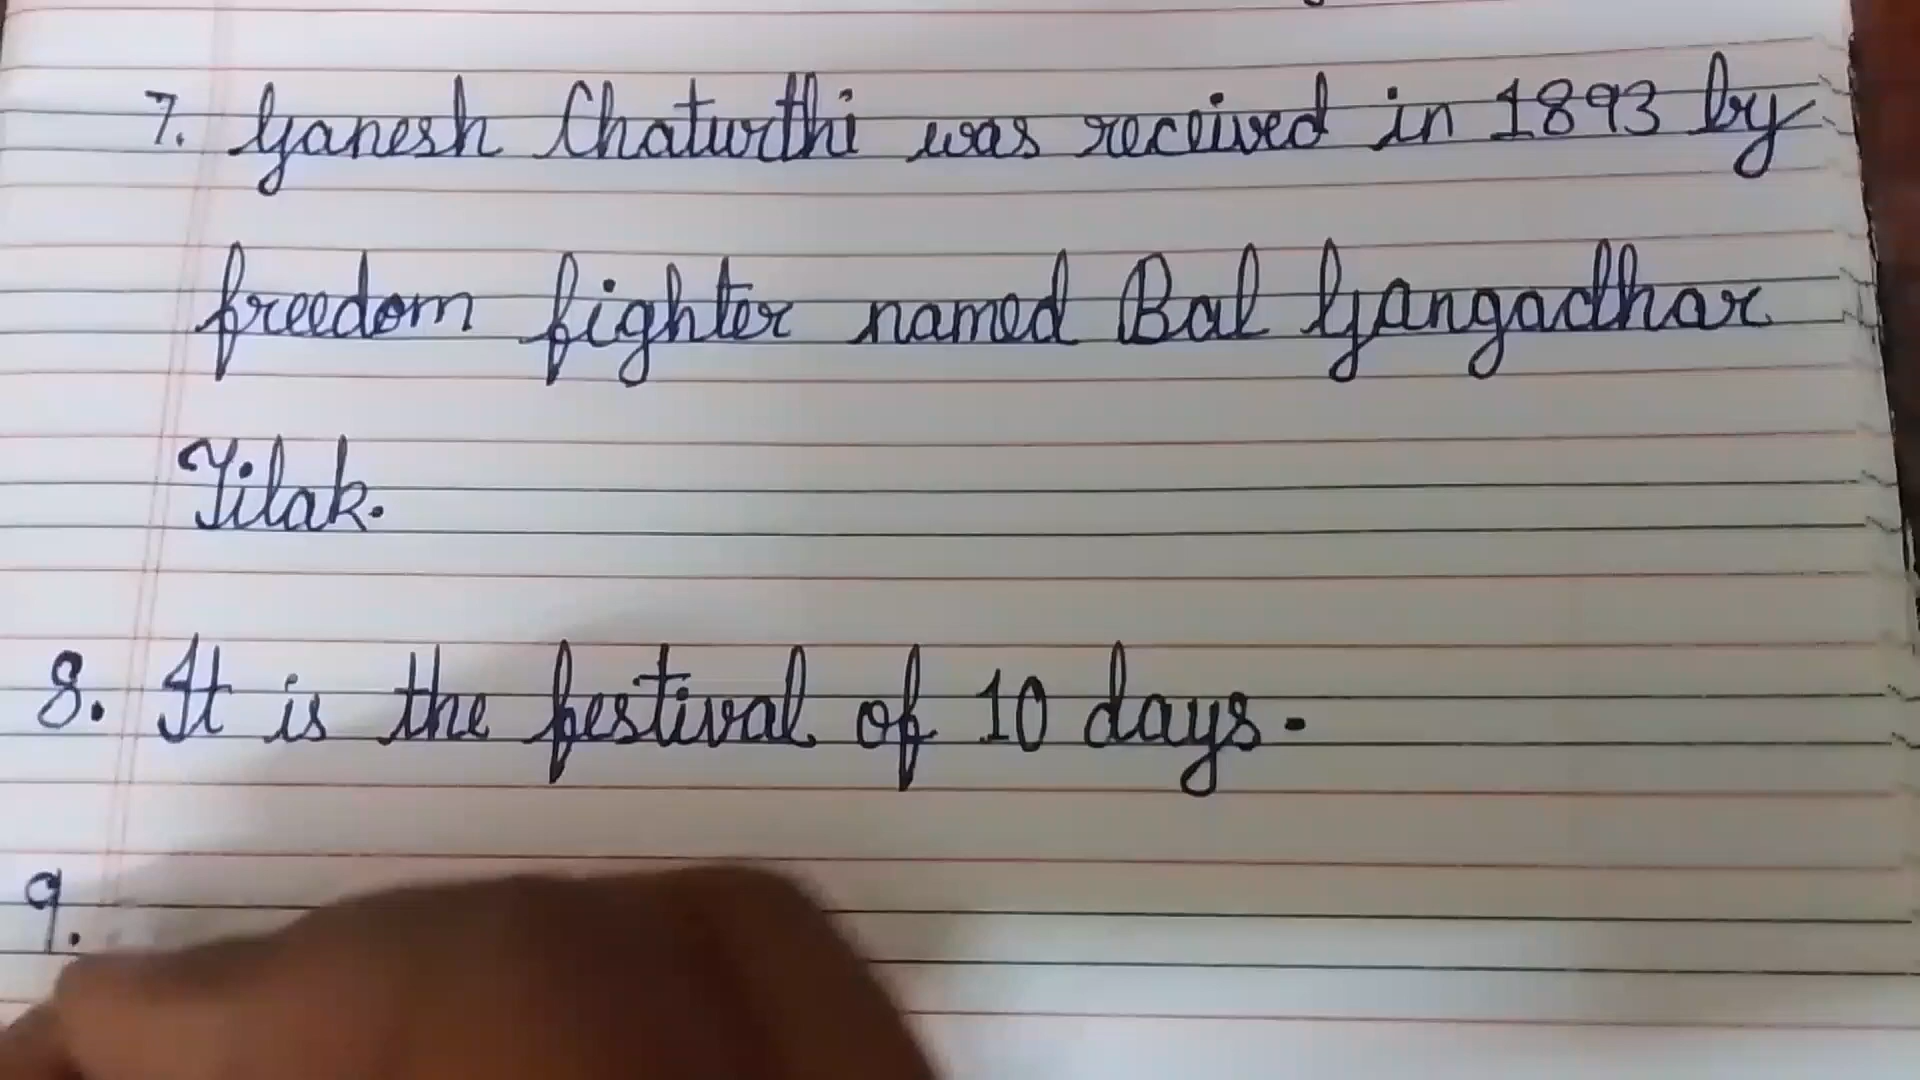 7. Ganesh Chaturthi was received in 1893 by
freedom fighter named Bal Gangadhar
Tilak.
8. It is the festival of 10 days.
9.